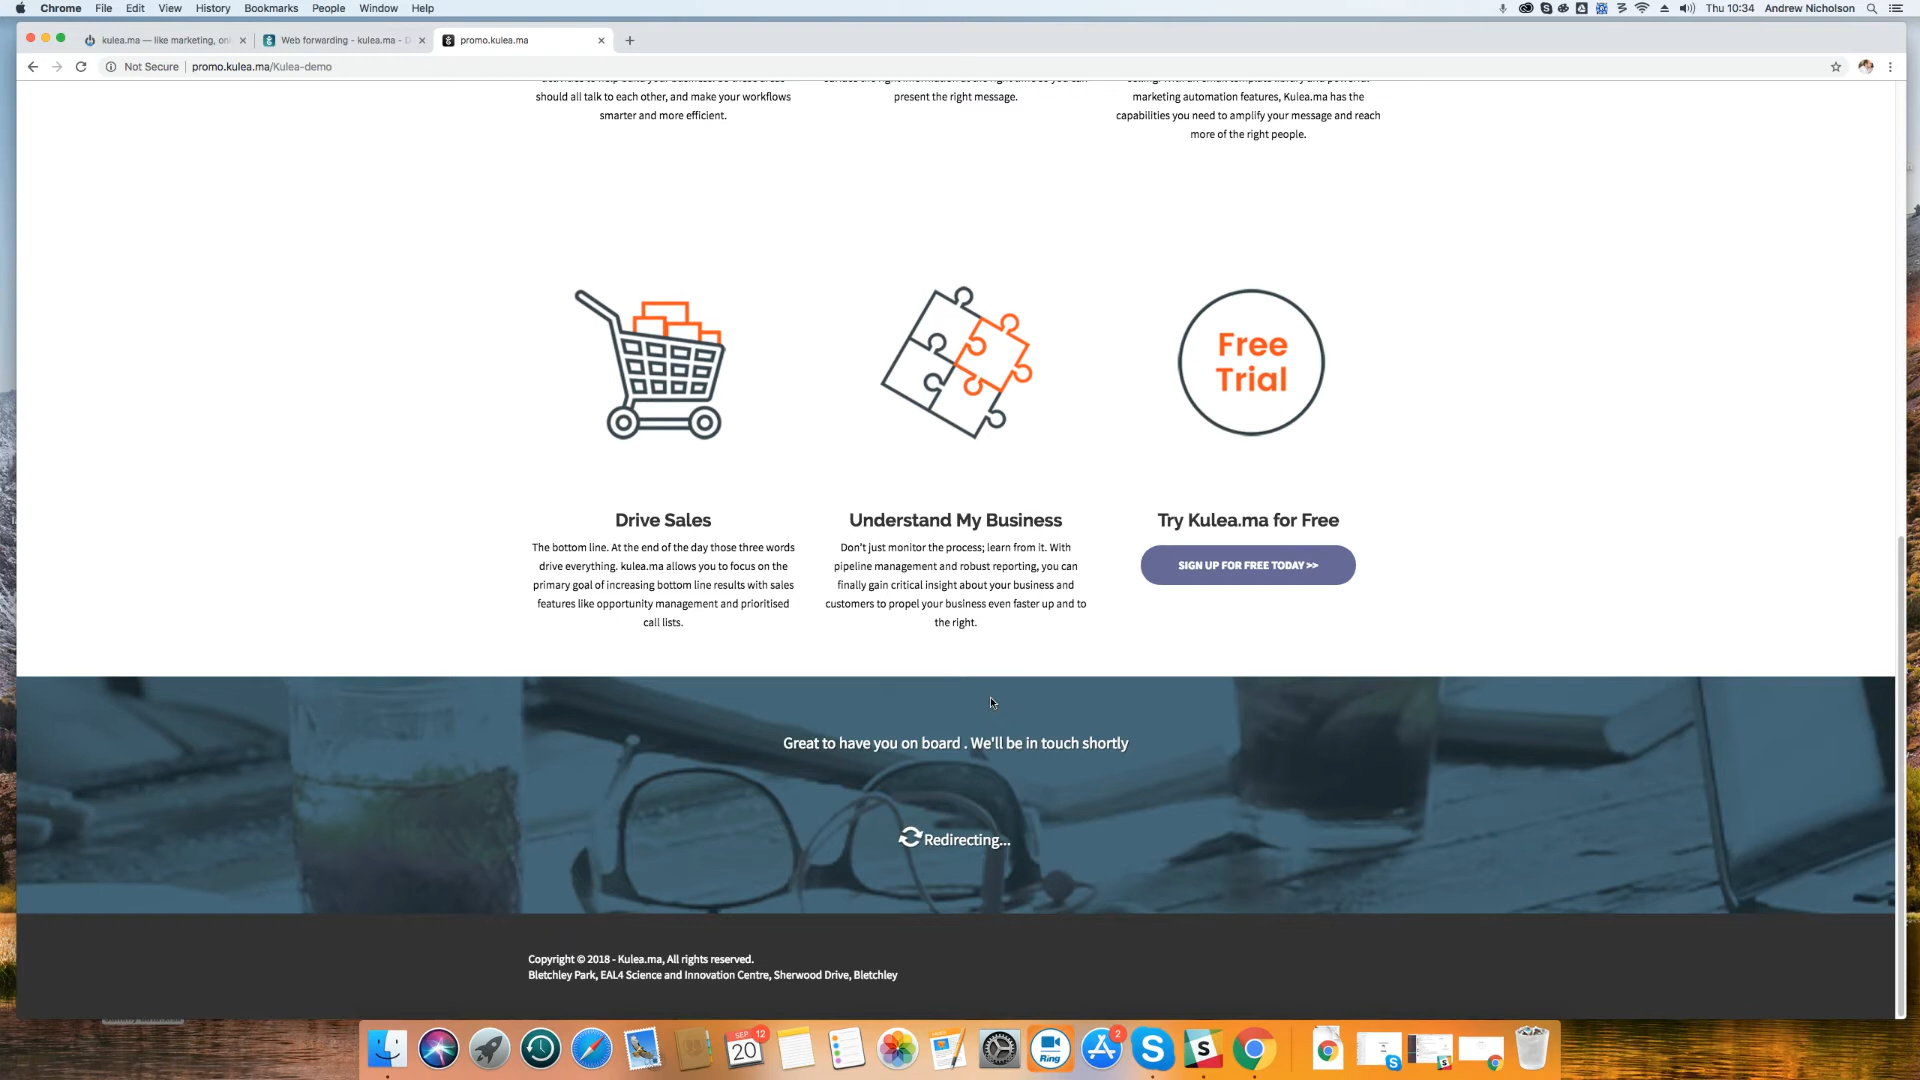 Chrome File Edit View History Bookmarks People Window Help
Thu 10:34 Andrew Nicholson
kulea.ma — like marketing, onl
Web forwarding - kulea.ma - D
promo.kulea.ma
Not Secure promo.kulea.ma/Kulea-demo
should all talk to each other, and make your workflows
smarter and more efficient.
present the right message.
marketing automation features, Kulea.ma has the
capabilities you need to amplify your message and reach
more of the right people.
Free
Trial
Drive Sales
The bottom line. At the end of the day those three words
drive everything. kulea.ma allows you to focus on the
primary goal of increasing bottom line results with sales
features like opportunity management and prioritised
call lists.
Understand My Business
Don't just monitor the process; learn from it. With
pipeline management and robust reporting, you can
finally gain critical insight about your business and
customers to propel your business even faster up and to
the right.
Try Kulea.ma for Free
SIGN UP FOR FREE TODAY >>
Great to have you on board . We'll be in touch shortly
Redirecting...
Copyright © 2018 - Kulea.ma, All rights reserved.
Bletchley Park, EAL4 Science and Innovation Centre, Sherwood Drive, Bletchley
SEP
20
12
Ring
2